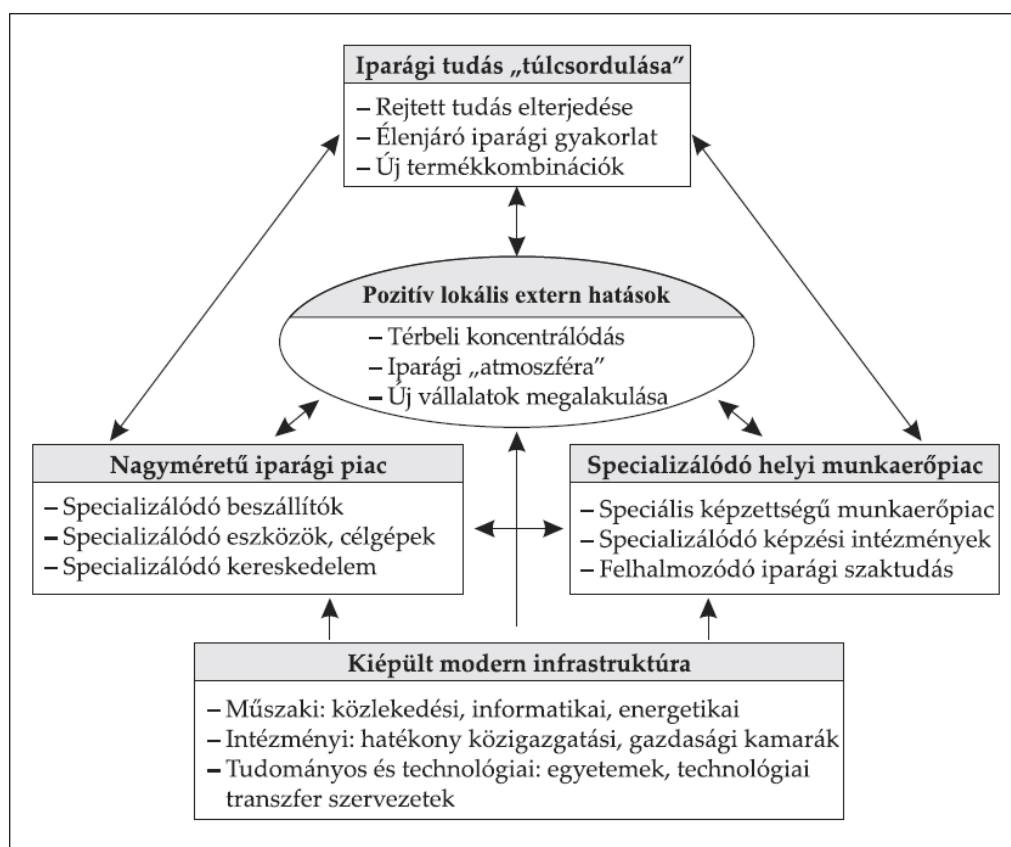 Iparági tudás „túlcsordulása”
– Rejtett tudás elterjedése
– Élenjáró iparági gyakorlat
– Új termékkombinációk
Pozitív lokális extern hatások
– Térbeli koncentrálódás
– Iparági „atmoszféra”
– Új vállalatok megalakulása
Nagyméretű iparági piac
– Specializálódó beszállítók
– Specializálódó eszközök, célgépek
– Specializálódó kereskedelem
Specializálódó helyi munkaerőpiac
– Speciális képzettségű munkaerőpiac
– Specializálódó képzési intézmények
– Felhalmozódó iparági szaktudás
Kiépült modern infrastruktúra
– Műszaki: közlekedési, informatikai, energetikai
– Intézményi: hatékony közigazgatási, gazdasági kamarák
– Tudományos és technológiai: egyetemek, technológiai
transzfer szervezetek